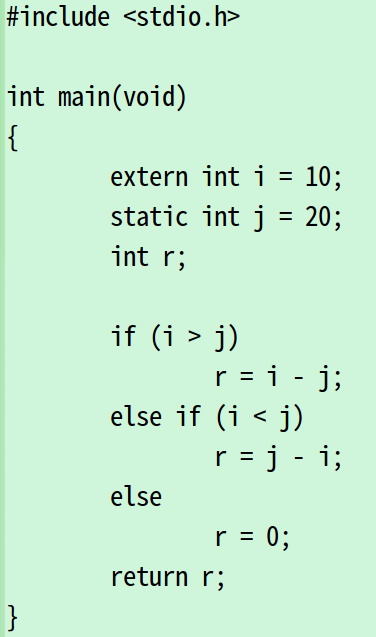 #include <stdio.h>

int main(void)
{
        extern int i = 10;
        static int j = 20;
        int r;

        if (i > j)
                r = i - j;
        else if (i < j)
                r = j - i;
        else
                r = 0;
        return r;
}